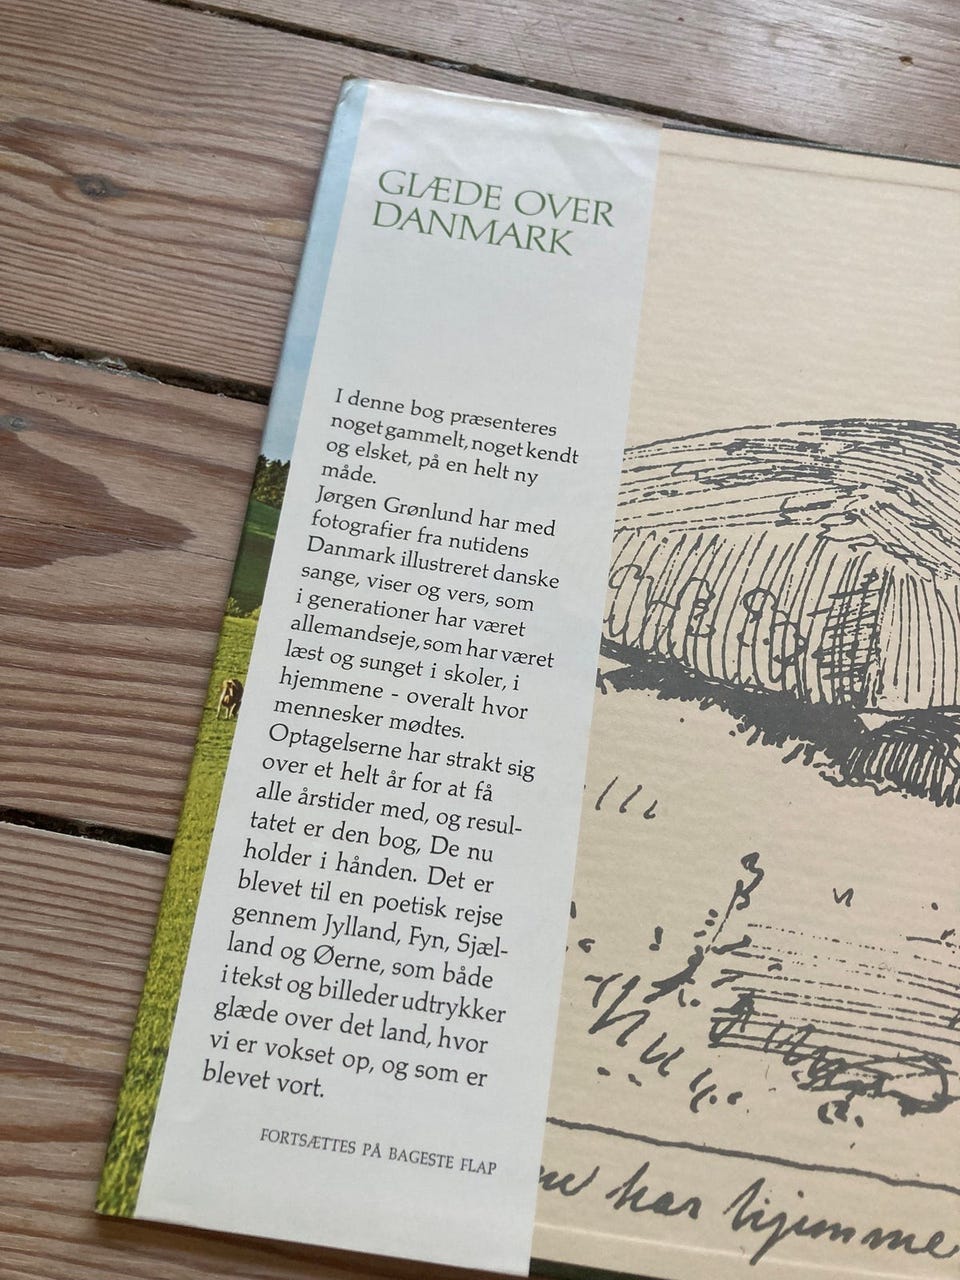 GLÆDE OVER
DANMARK
I denne bog præsenteres
noget gammelt, noget kendt
og elsket, på en helt ny
måde.
Jørgen Grønlund har med
fotografier fra nutidens
Danmark illustreret danske
sange, viser og vers, som
i generationer har været
allemandseje, som har været
læst og sunget i skoler, i
hjemmene - overalt hvor
mennesker mødtes.
Optagelserne har strakt sig
over et helt år for at få
alle årstider med, og resul-
tatet er den bog, De nu
holder i hånden. Det er
blevet til en poetisk rejse
gennem Jylland, Fyn, Sjæl-
land og Øerne, som både
i tekst og billeder udtrykker
glæde over det land, hvor
vi er vokset op, og som er
blevet vort.
FORTSÆTTES PÅ BAGESTE FLAP
har hjemme